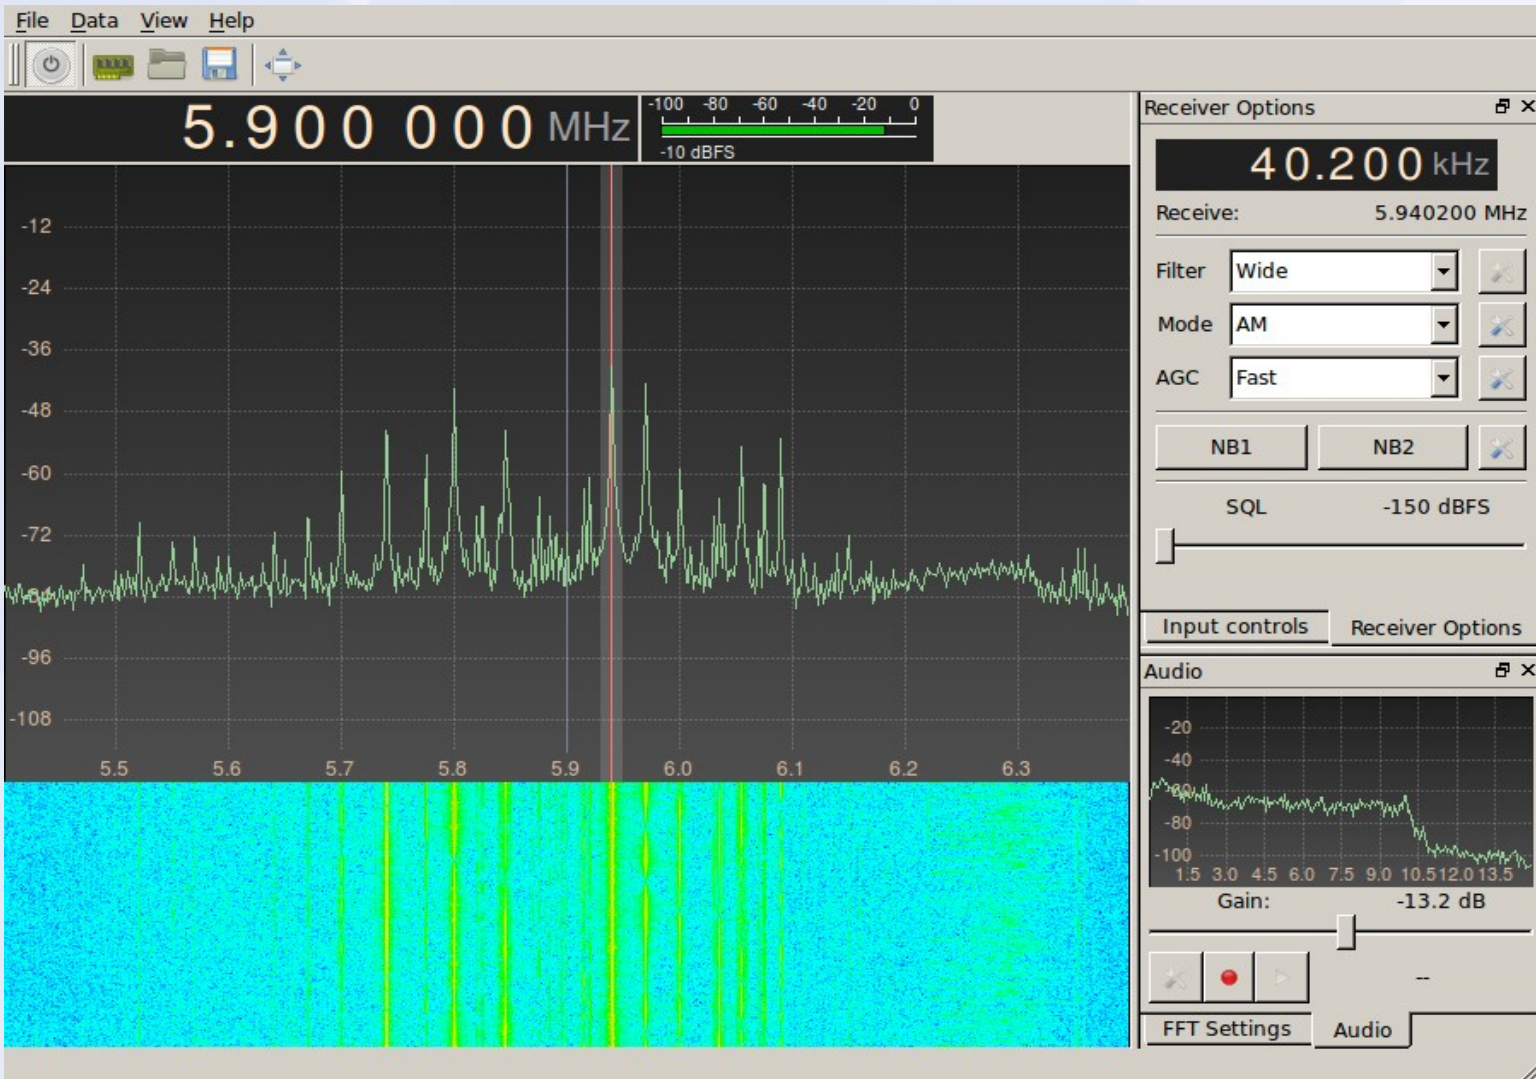 File Data View Help
5.900 000 MHz
-100 -80 -60 -40 -20 0
-10 dBFS
-12
-24
-36
-48
-60
-72
-84
-96
-108
5.5 5.6 5.7 5.8 5.9 6.0 6.1 6.2 6.3
Receiver Options
40.200 kHz
Receive: 5.940200 MHz
Filter Wide
Mode AM
AGC Fast
NB1 NB2
SQL -150 dBFS
Input controls Receiver Options
Audio
-20
-40
-60
-80
-100
1.5 3.0 4.5 6.0 7.5 9.0 10.5 12.0 13.5
Gain: -13.2 dB
--
FFT Settings Audio